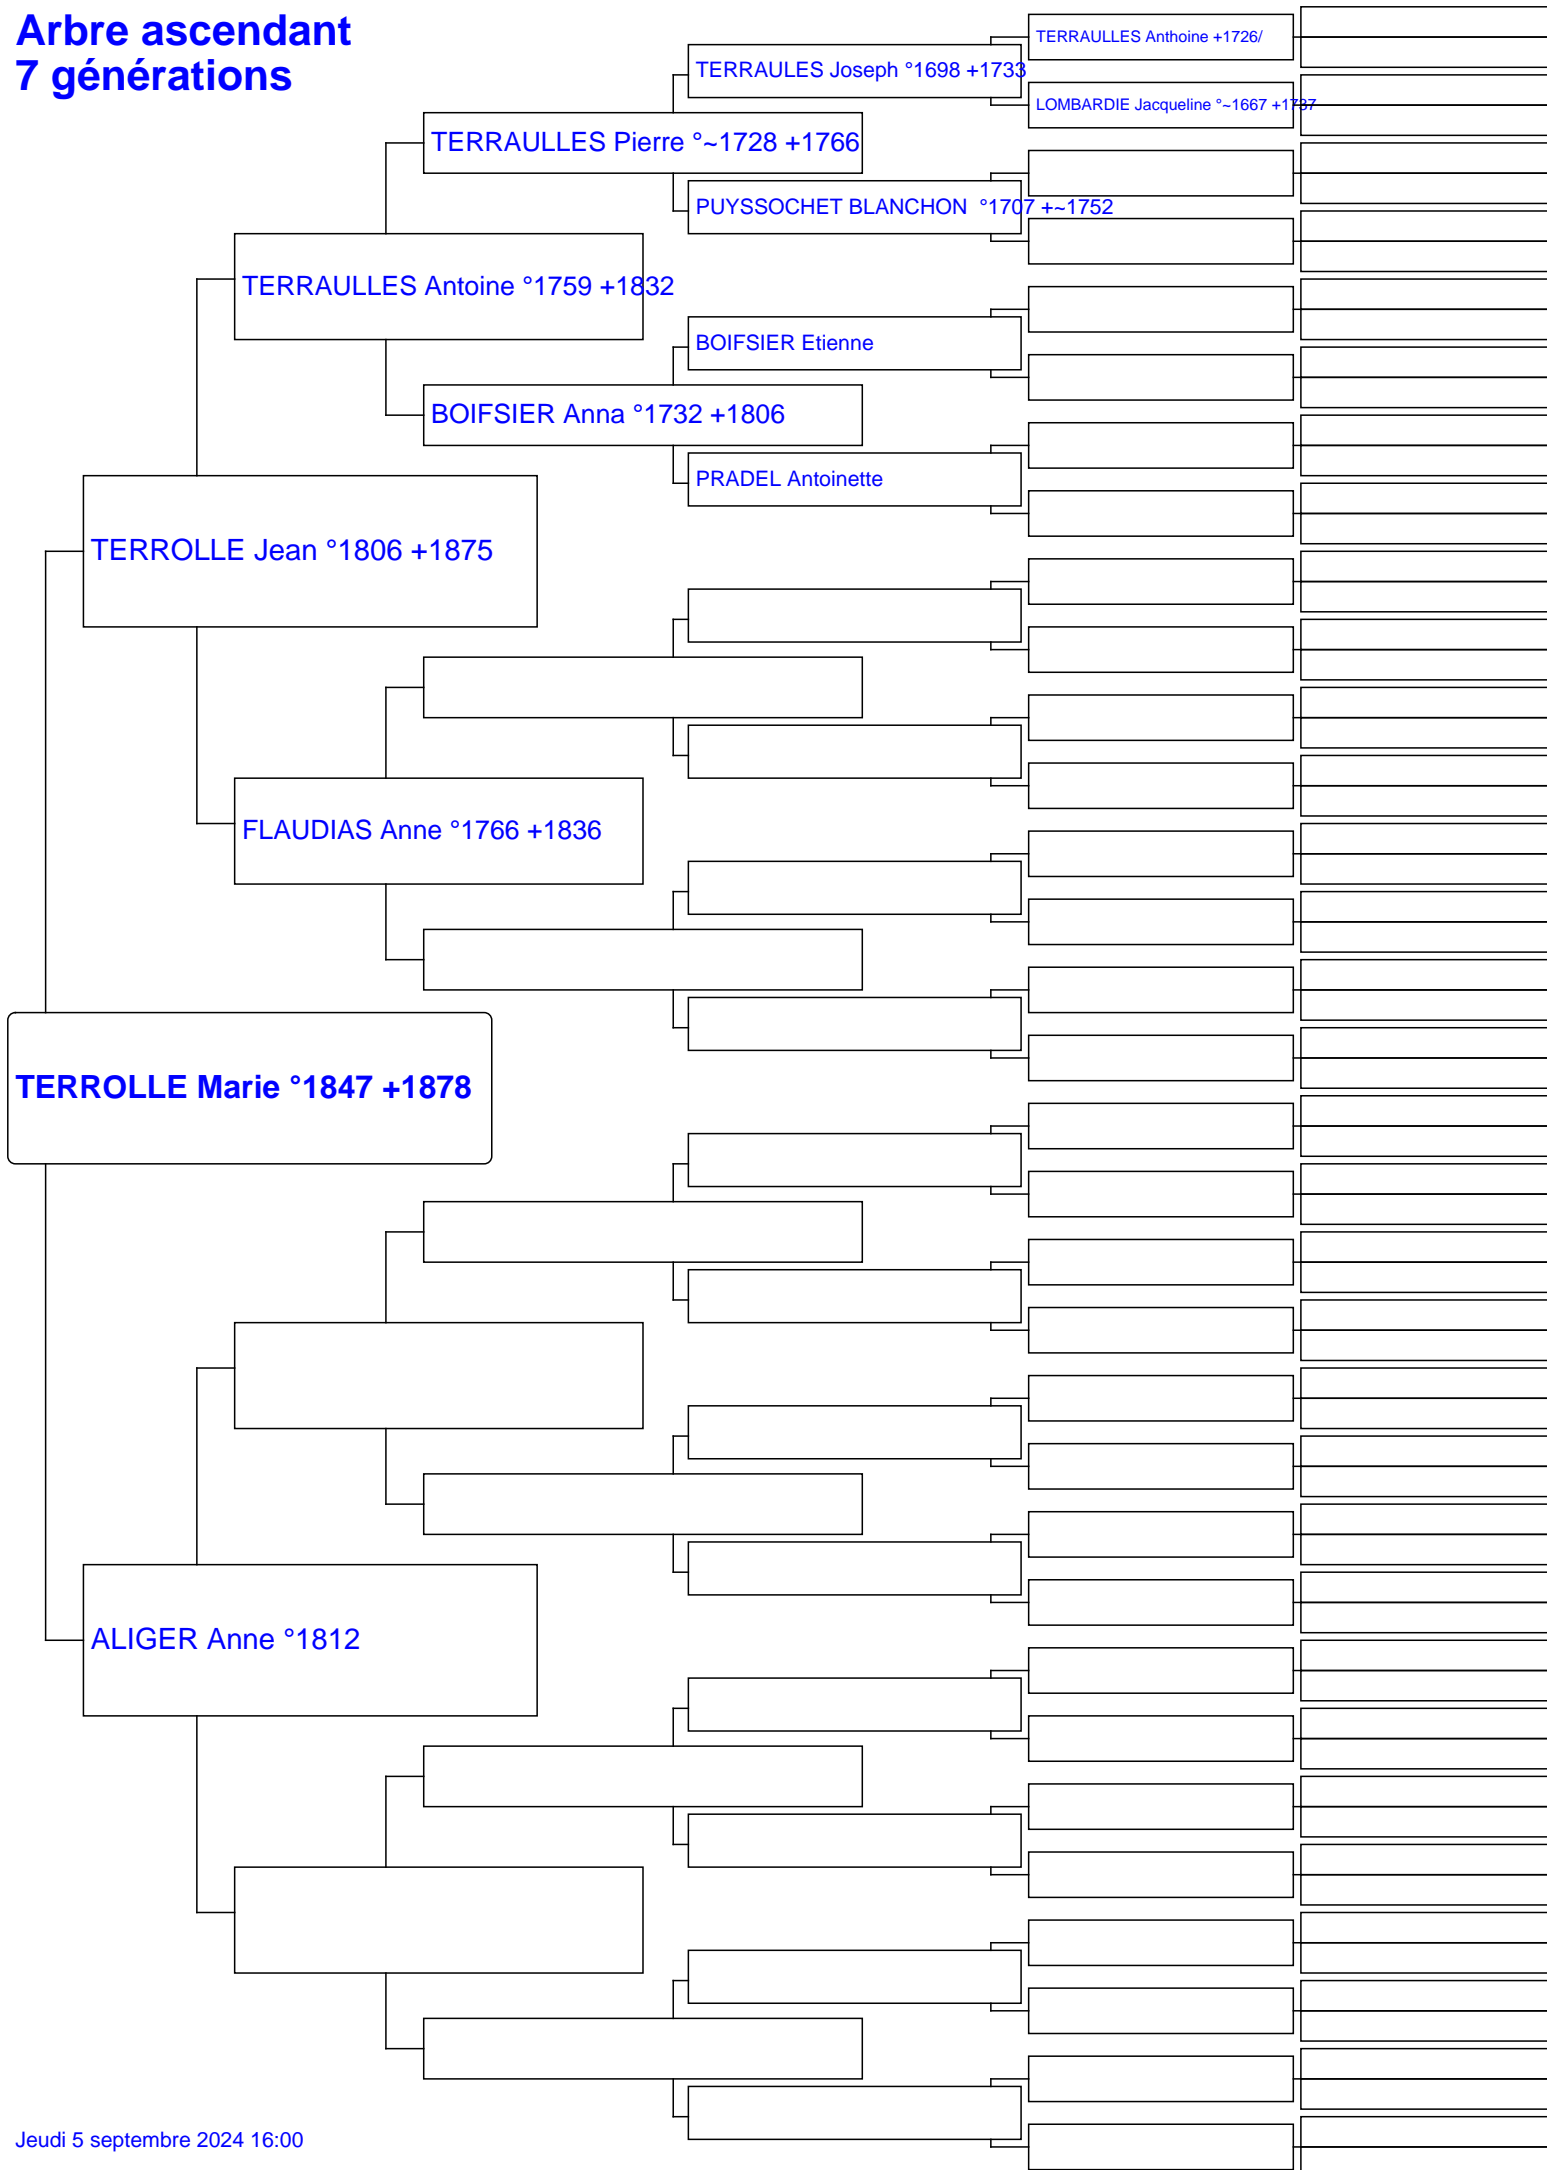 Arbre ascendant
7 générations
TERRAULLES Anthoine +1726/
TERRAULES Joseph °1698 +1733
LOMBARDIE Jacqueline °~1667 +1737
TERRAULLES Pierre °~1728 +1766
PUYSSOCHET BLANCHON °1707 +~1752
TERRAULLES Antoine °1759 +1832
BOIFSIER Etienne
BOIFSIER Anna °1732 +1806
PRADEL Antoinette
TERROLLE Jean °1806 +1875
FLAUDIAS Anne °1766 +1836
TERROLLE Marie °1847 +1878
ALIGER Anne °1812
Jeudi 5 septembre 2024 16:00